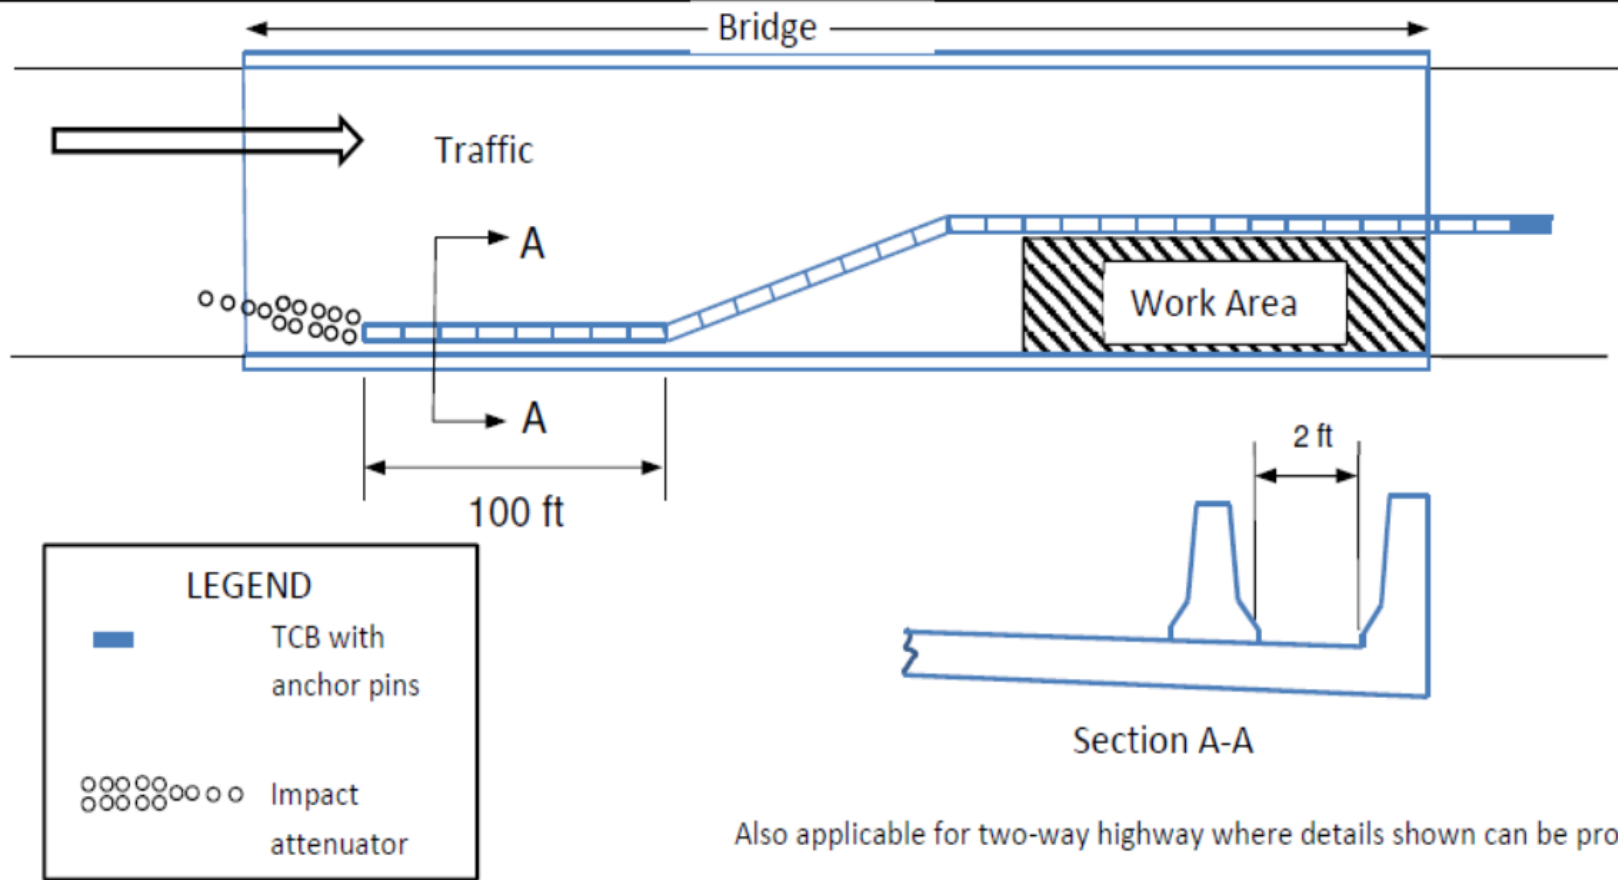 Bridge
Traffic
A
A
Work Area
100 ft
2 ft
LEGEND
TCB with
anchor pins
Impact
attenuator
Section A-A
Also applicable for two-way highway where details shown can be pro